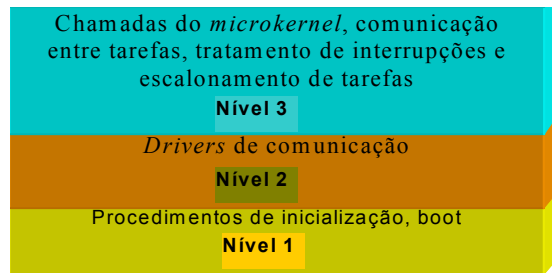 Chamadas do microkernel, comunicação
entre tarefas, tratamento de interrupções e
escalonamento de tarefas
Nível 3
Drivers de comunicação
Nível 2
Procedimentos de inicialização, boot
Nível 1